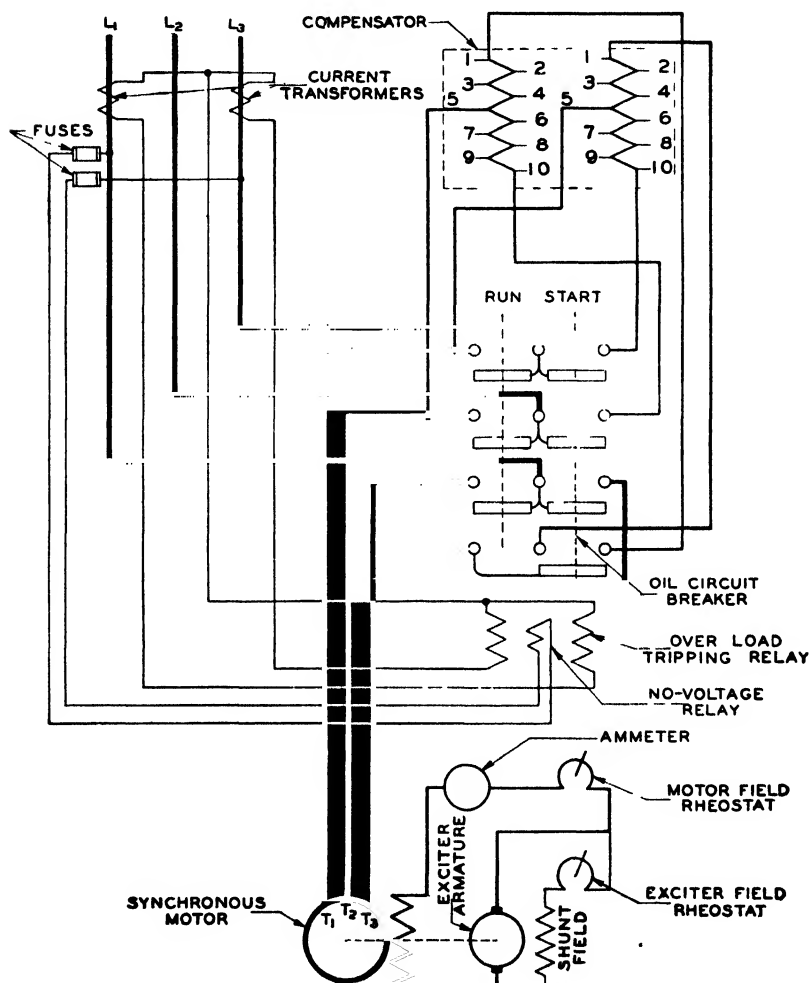 L1 L2 L3
COMPENSATOR
CURRENT
TRANSFORMERS
FUSES
1 2 3 4 5 6 7 8 9 10
1 2 3 4 5 6 7 8 9 10
RUN START
OIL CIRCUIT
BREAKER
OVER LOAD
TRIPPING RELAY
NO-VOLTAGE
RELAY
AMMETER
MOTOR FIELD
RHEOSTAT
EXCITER
ARMATURE
EXCITER FIELD
RHEOSTAT
SHUNT
FIELD
SYNCHRONOUS
MOTOR
T1 T2 T3